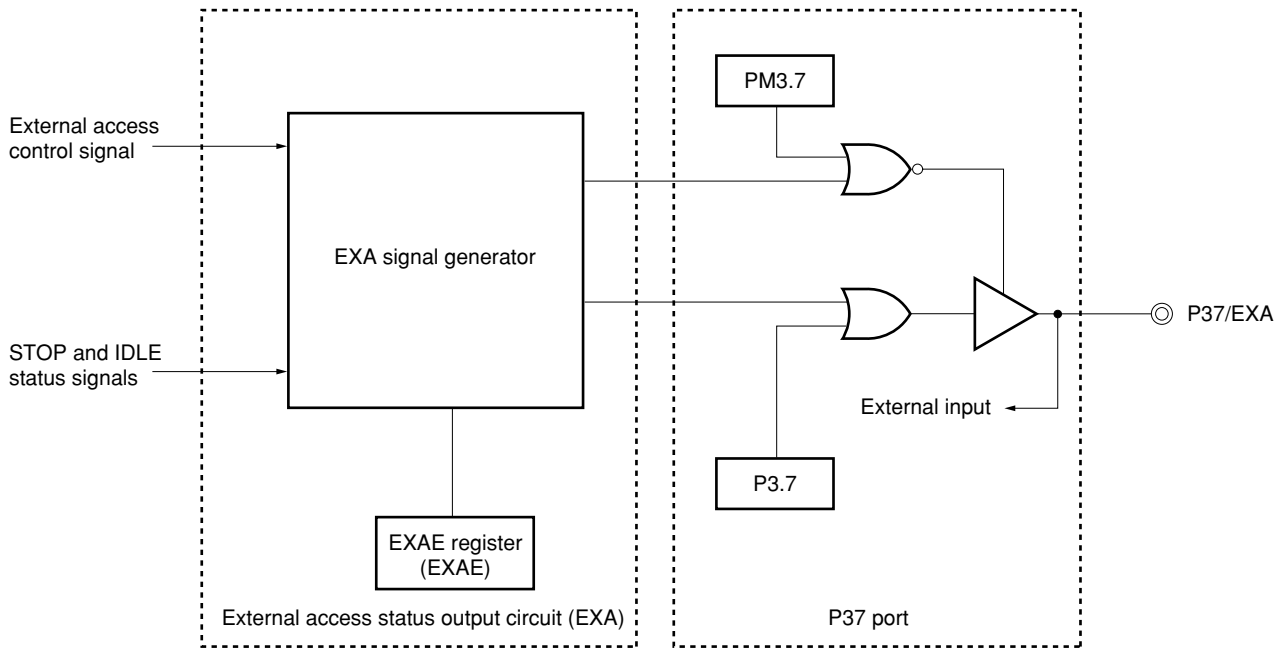 PM3.7
External access
control signal
EXA signal generator
P37/EXA
STOP and IDLE
status signals
External input
P3.7
EXAE register
(EXAE)
External access status output circuit (EXA)
P37 port